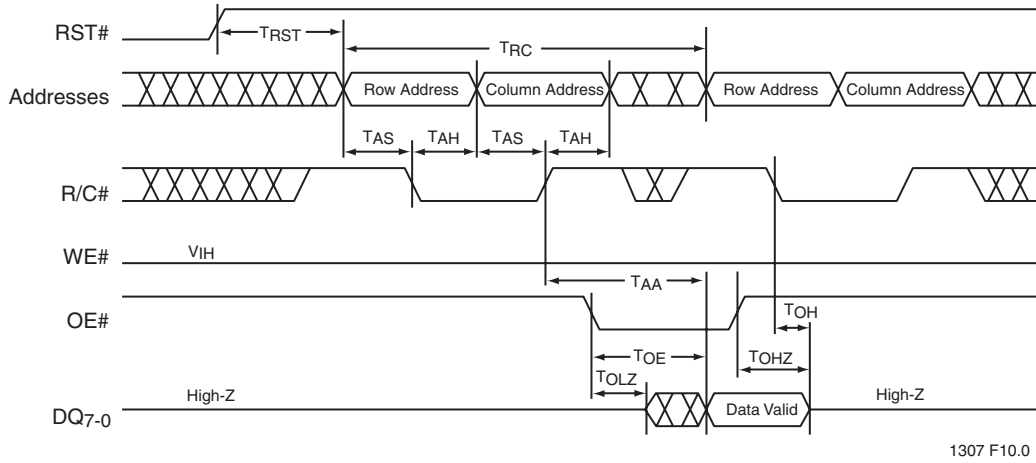 RST#
TRST
TRC
Addresses
Row Address
Column Address
Row Address
Column Address
TAS
TAH
TAS
TAH
R/C#
WE#
VIH
TAA
OE#
TOH
TOE
TOHZ
TOLZ
High-Z
High-Z
DQ7-0
Data Valid
1307 F10.0